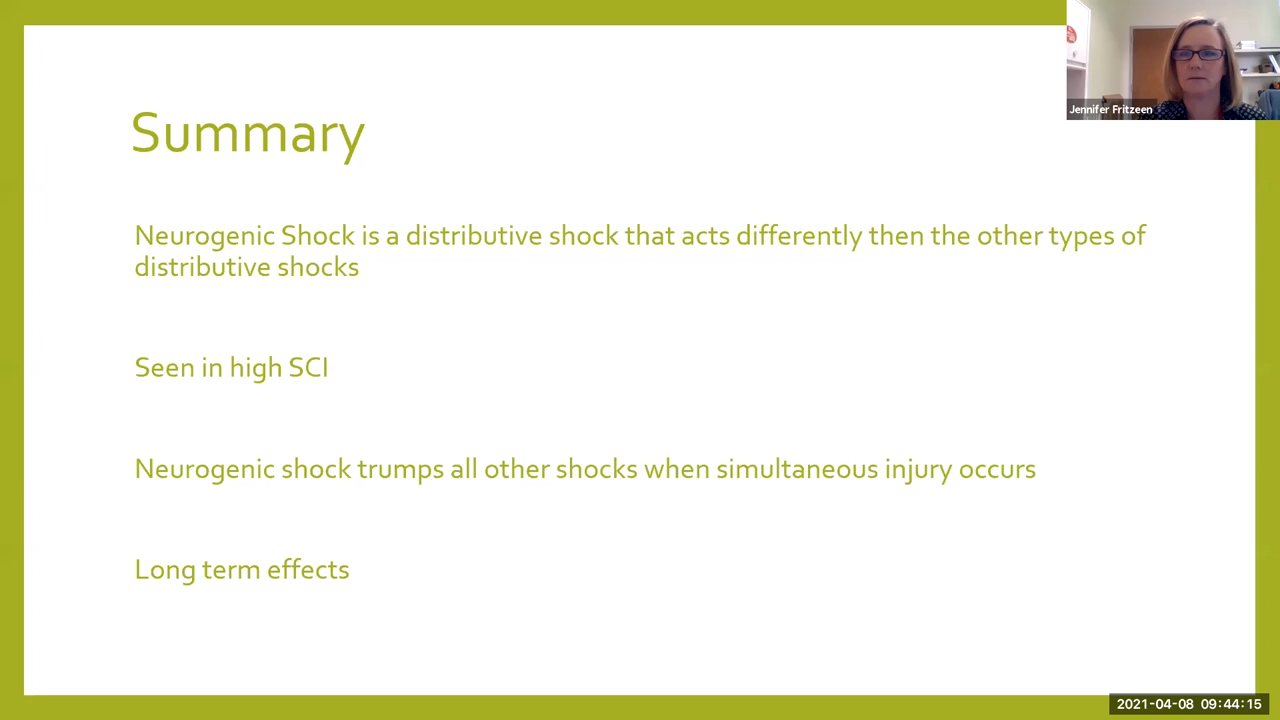 Jennifer Fritzeen
Summary
Neurogenic Shock is a distributive shock that acts differently then the other types of
distributive shocks
Seen in high SCI
Neurogenic shock trumps all other shocks when simultaneous injury occurs
Long term effects
2021-04-08 09:44:15